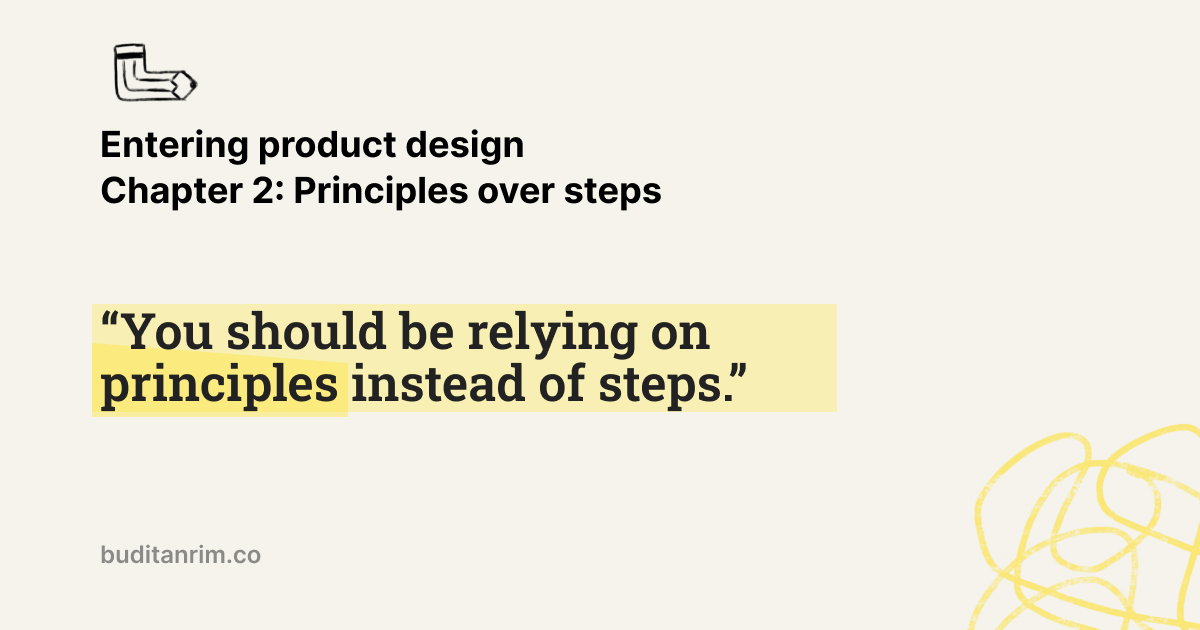 Entering product design
Chapter 2: Principles over steps
“You should be relying on
principles instead of steps.”
buditanrim.co